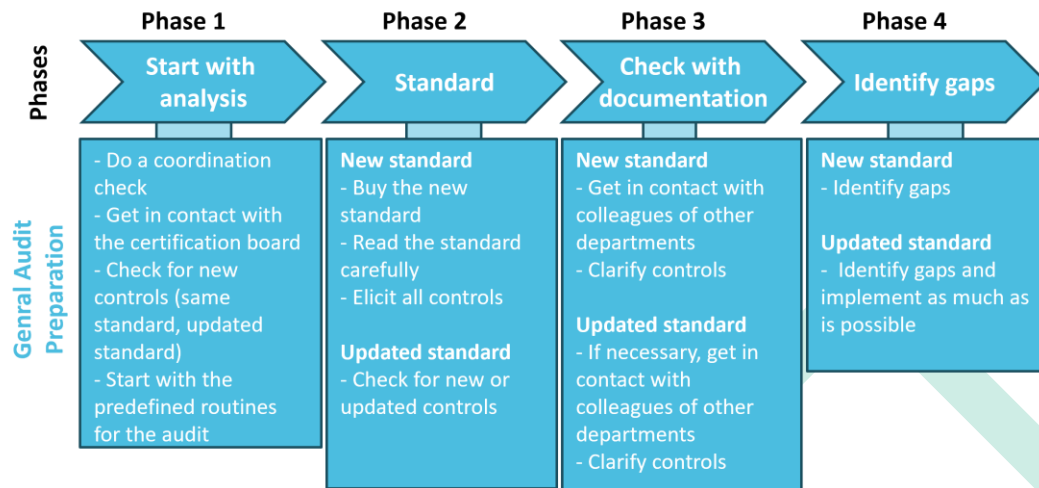 Phase 1
Phase 2
Phase 3
Phase 4
Phases
Start with
analysis
Standard
Check with
documentation
Identify gaps
Genral Audit
Preparation
- Do a coordination
check
- Get in contact with
the certification board
- Check for new
controls (same
standard, updated
standard)
- Start with the
predefined routines
for the audit
New standard
- Buy the new
standard
- Read the standard
carefully
- Elicit all controls
Updated standard
- Check for new or
updated controls
New standard
- Get in contact with
colleagues of other
departments
- Clarify controls
Updated standard
- If necessary, get in
contact with
colleagues of other
departments
- Clarify controls
New standard
- Identify gaps
Updated standard
- Identify gaps and
implement as much as
is possible